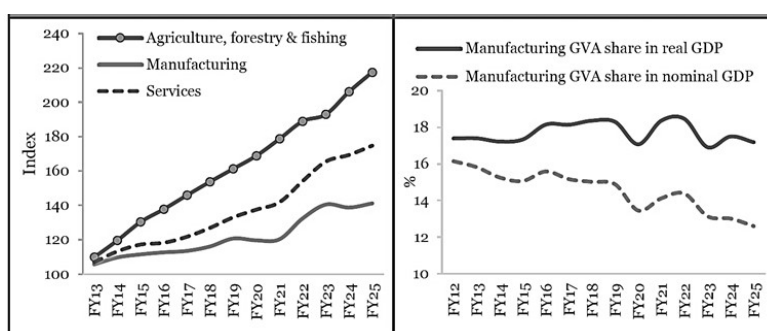 Agriculture, forestry & fishing
Manufacturing
Services
240
220
200
180
160
140
120
100
Index
FY13
FY14
FY15
FY16
FY17
FY18
FY19
FY20
FY21
FY22
FY23
FY24
FY25
Manufacturing GVA share in real GDP
Manufacturing GVA share in nominal GDP
20
18
16
14
12
10
%
FY12
FY13
FY14
FY15
FY16
FY17
FY18
FY19
FY20
FY21
FY22
FY23
FY24
FY25